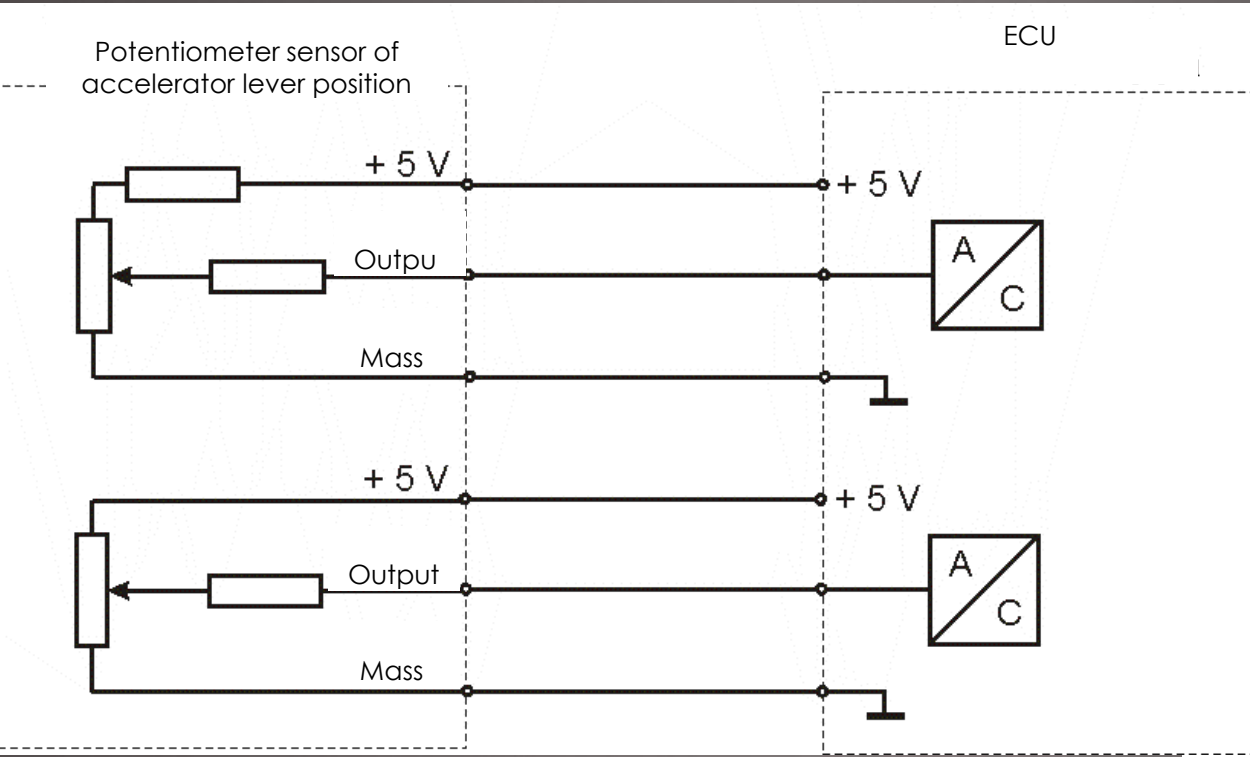 ECU
Potentiometer sensor of
accelerator lever position
+ 5 V
+ 5 V
A
C
Outpu
Mass
+ 5 V
+ 5 V
A
C
Output
Mass